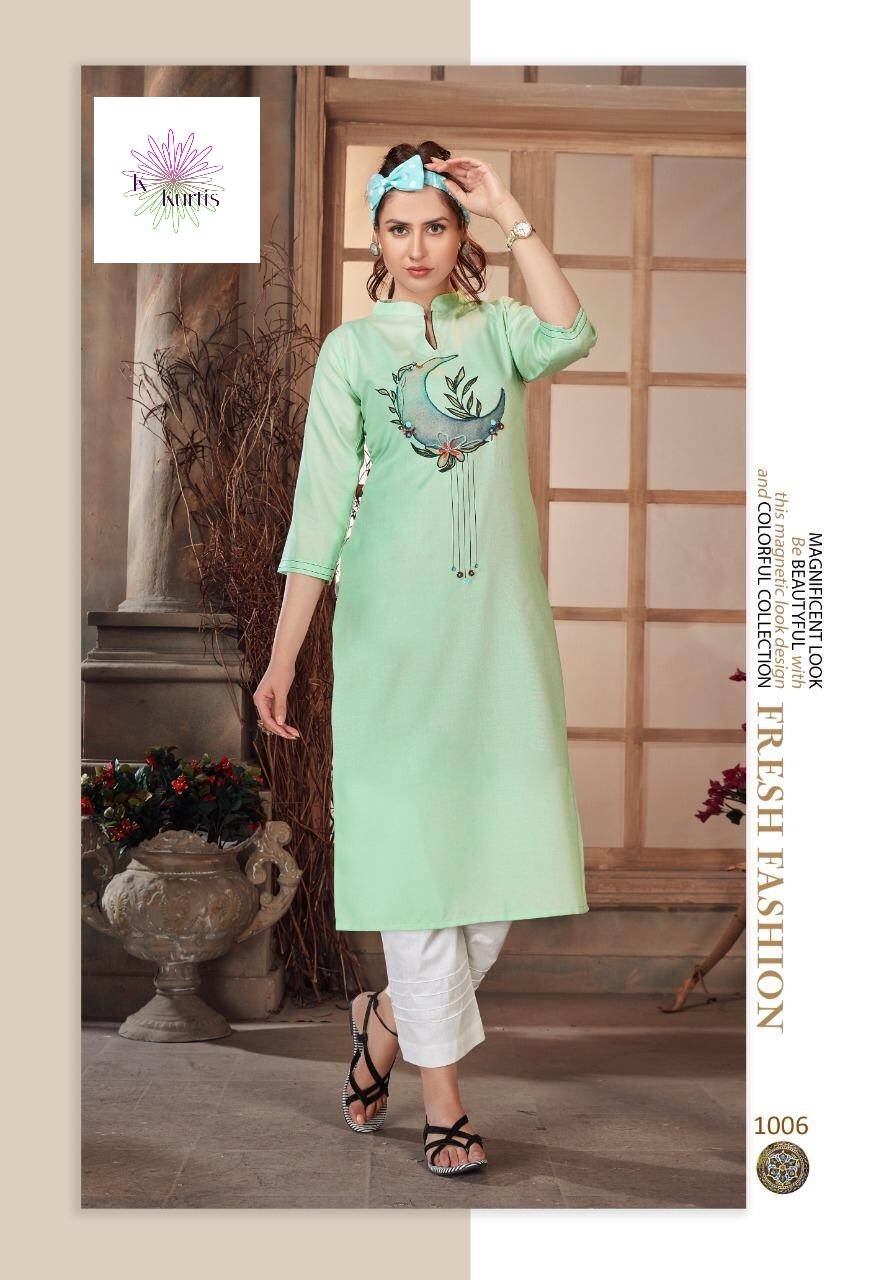 K
Kurtis
MAGNIFICENT LOOK
Be BEAUTYFUL with
this magnetic look design
and COLORFUL COLLECTION
FRESH FASHION
1006